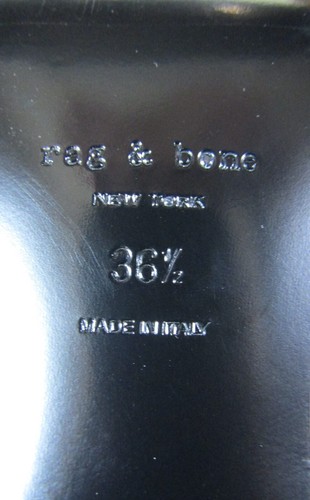 rag & bone
NEW YORK
36½
MADE IN ITALY